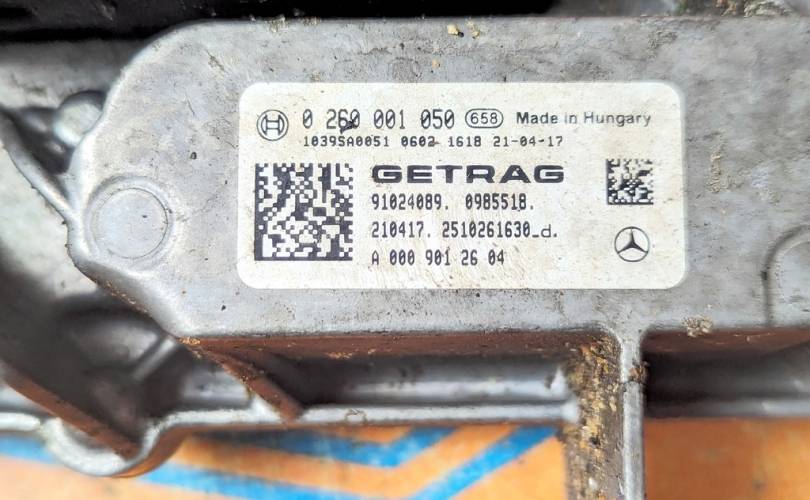 0 260 001 050 658 Made in Hungary
10395A0051 0602 1618 21-04-17
GETRAG
91024089. 0985518.
210417. 2510261630_d.
A 000 901 26 04